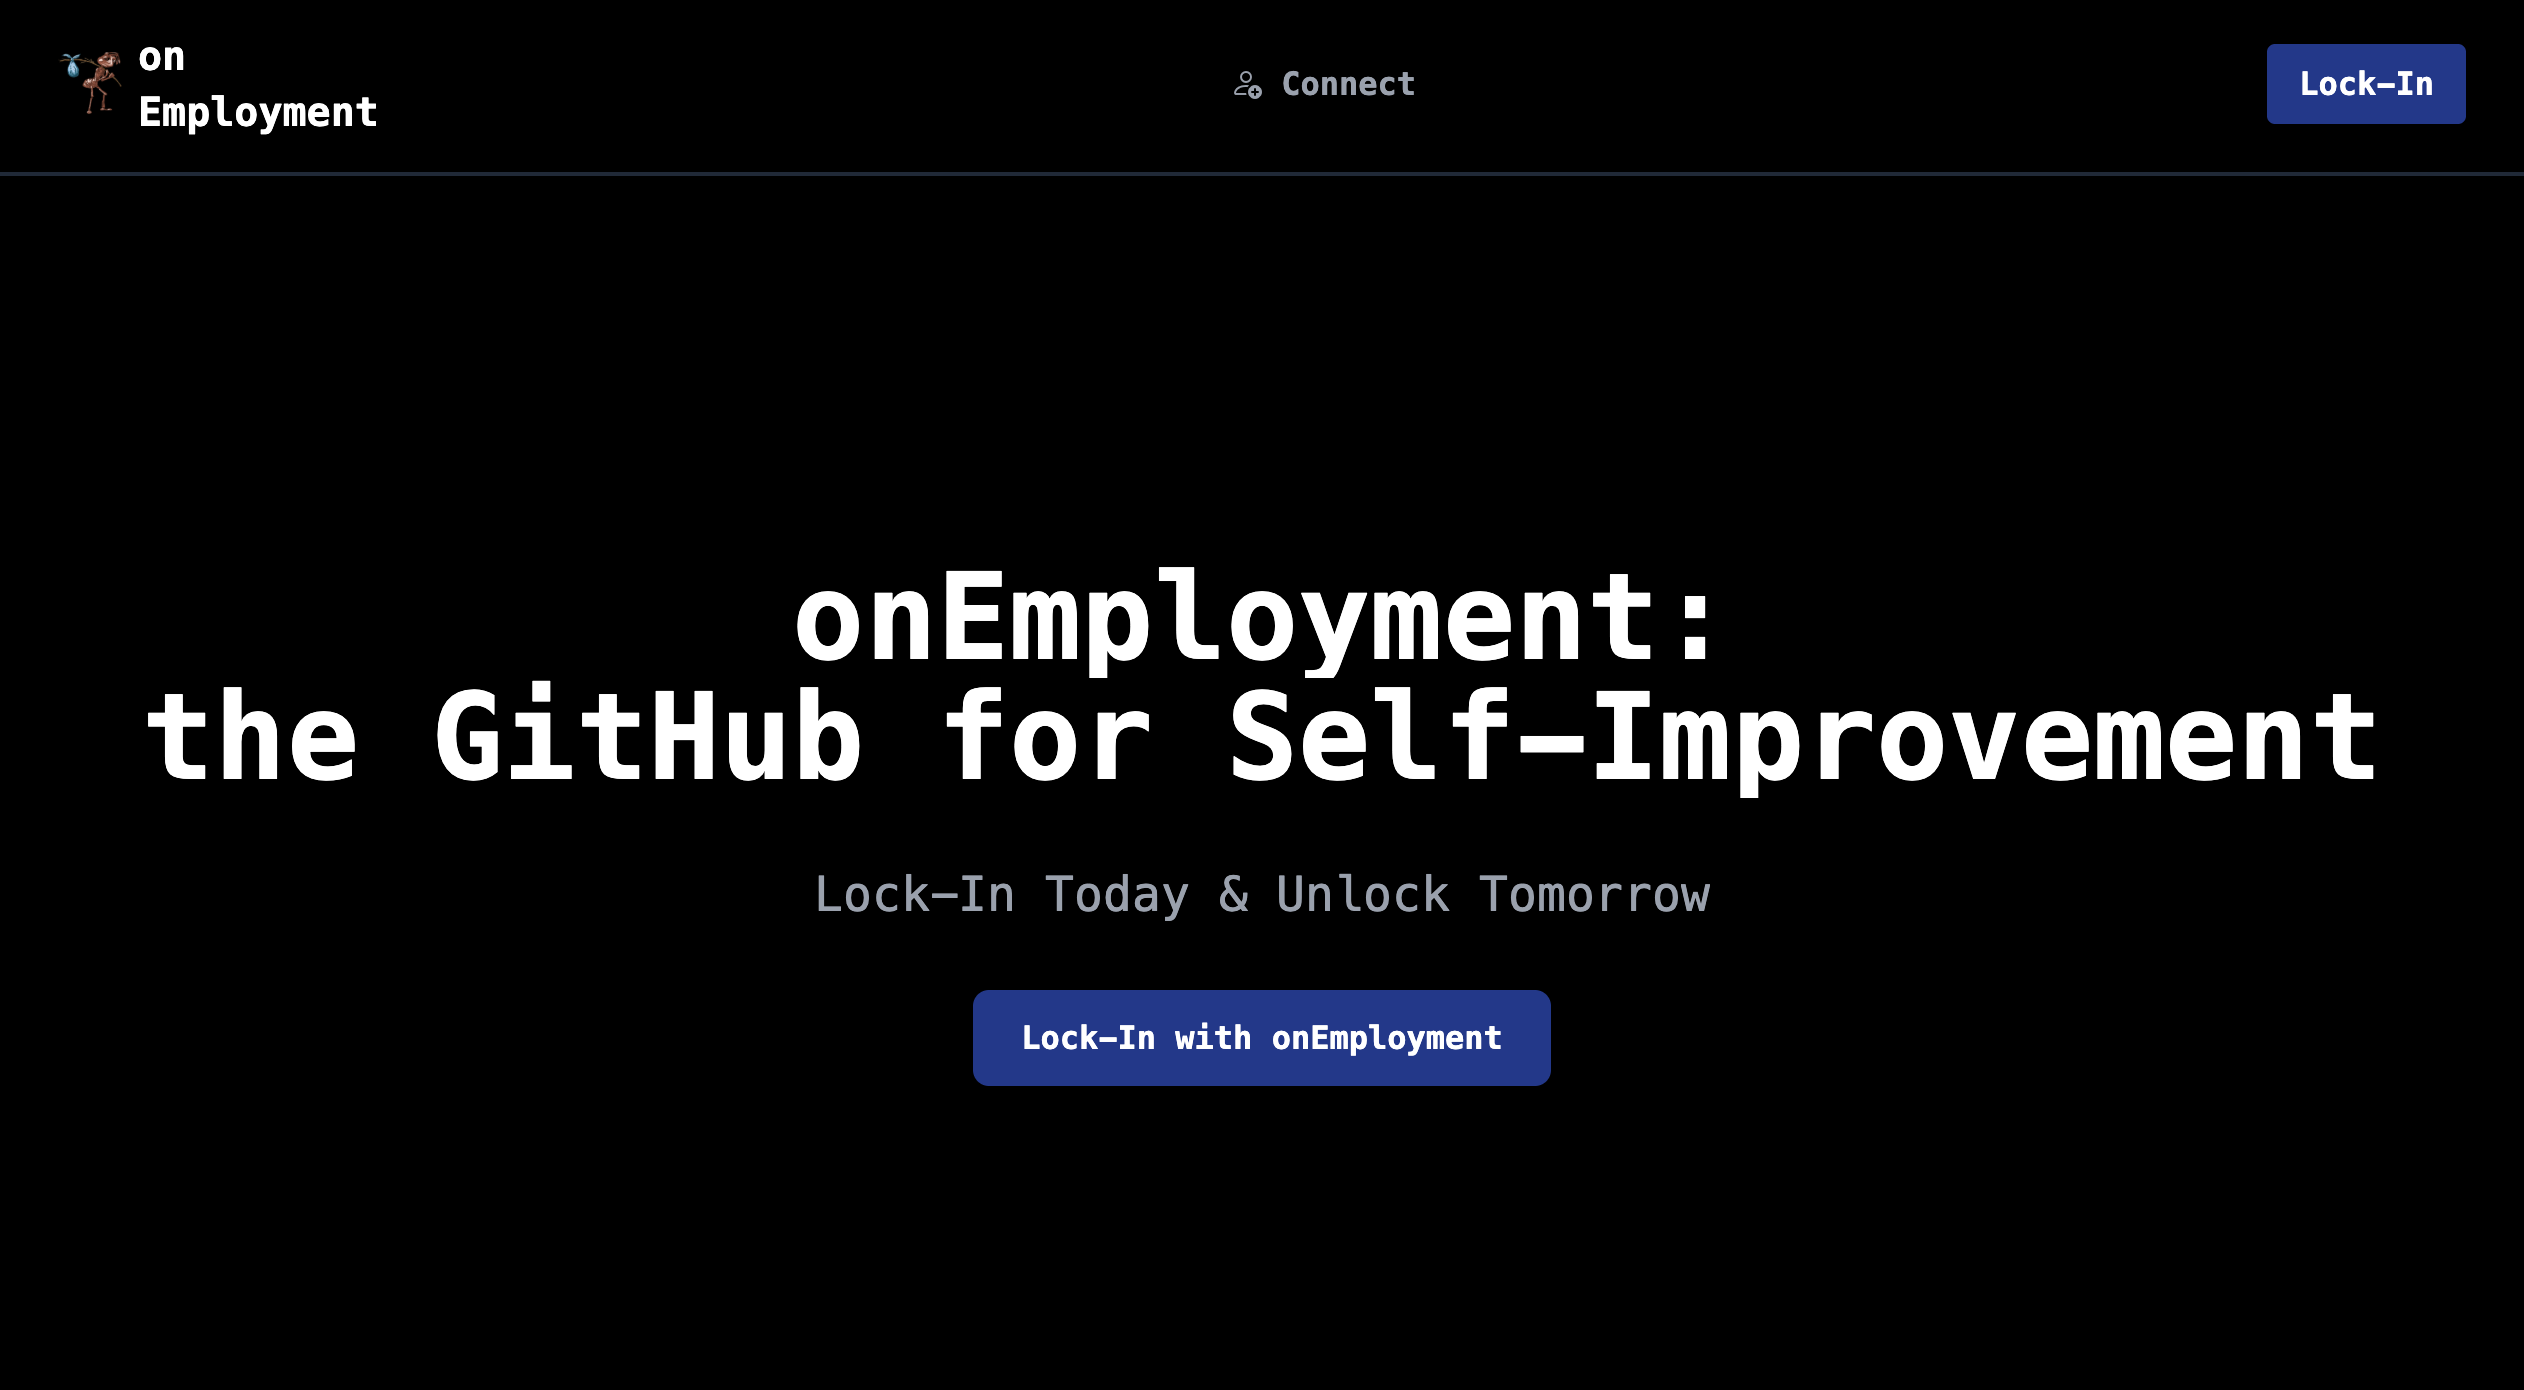 on
Employment
Connect
Lock-In
onEmployment:
the GitHub for Self-Improvement
Lock-In Today & Unlock Tomorrow
Lock-In with onEmployment